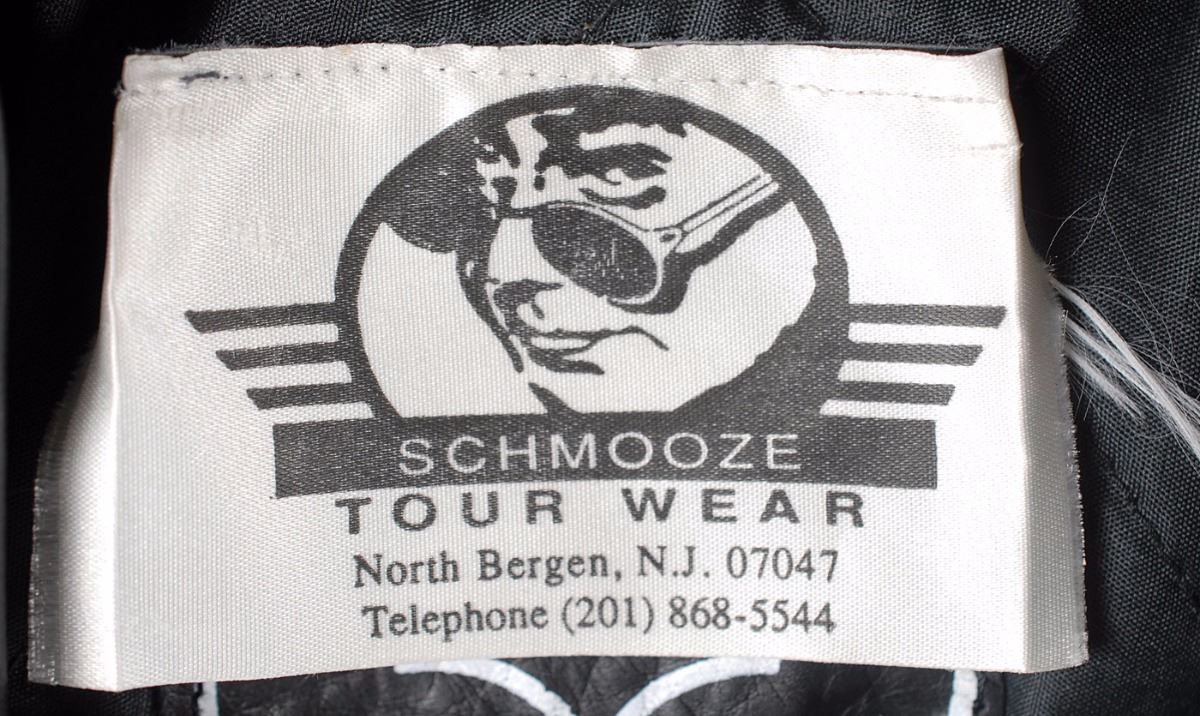 SCHMOOZE
TOUR WEAR
North Bergen, N.J. 07047
Telephone (201) 868-5544